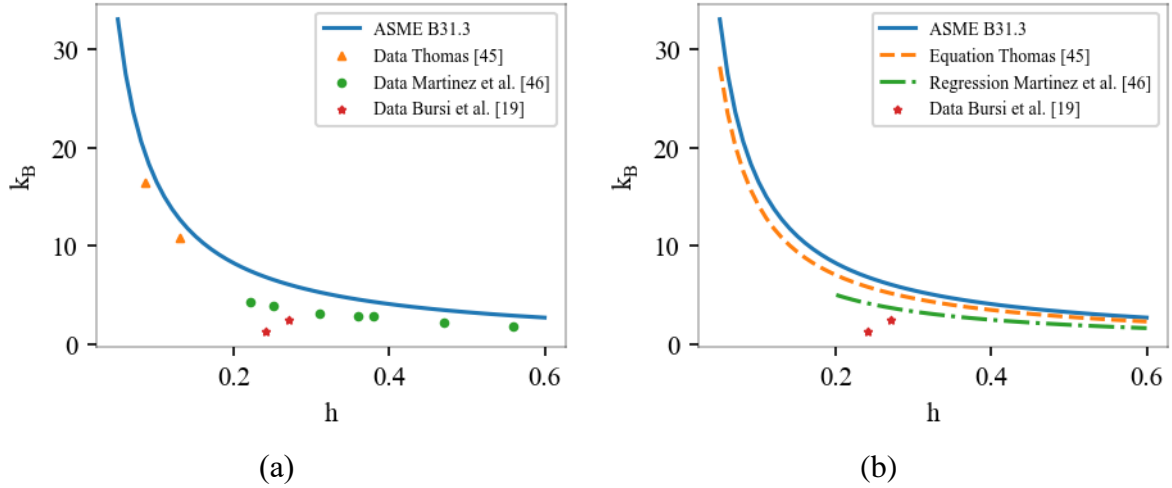 ASME B31.3
Data Thomas [45]
Data Martinez et al. [46]
Data Bursi et al. [19]
30
20
10
0
k_B
0.2 0.4 0.6
h
(a)
ASME B31.3
Equation Thomas [45]
Regression Martinez et al. [46]
Data Bursi et al. [19]
30
20
10
0
k_B
0.2 0.4 0.6
h
(b)